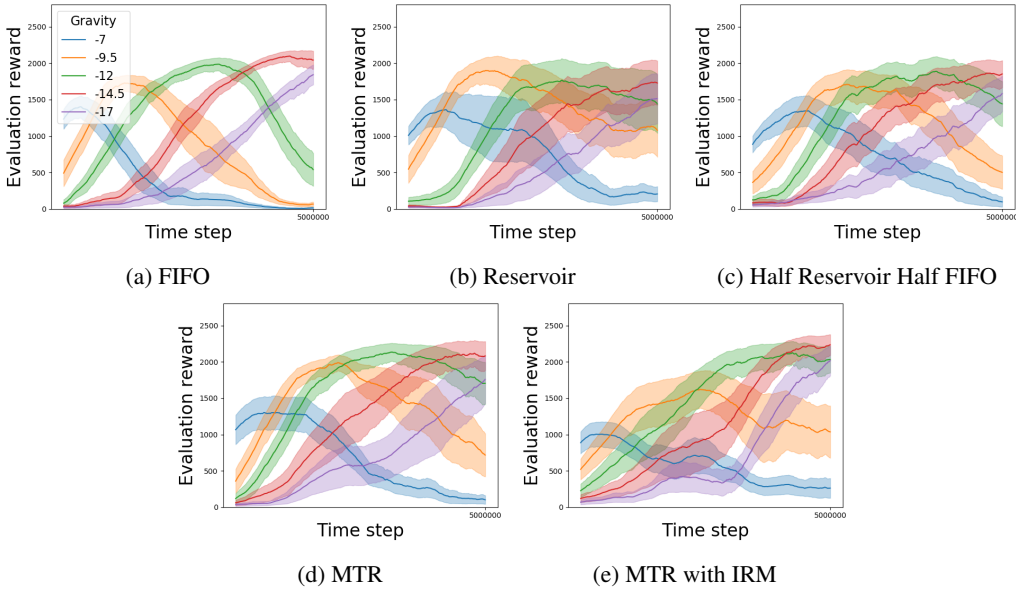 Gravity
-7
-9.5
-12
-14.5
-17
Evaluation reward
2500
2000
1500
1000
500
0
5000000
Time step
(a) FIFO
Evaluation reward
2500
2000
1500
1000
500
0
5000000
Time step
(b) Reservoir
Evaluation reward
2500
2000
1500
1000
500
0
5000000
Time step
(c) Half Reservoir Half FIFO
Evaluation reward
2500
2000
1500
1000
500
0
5000000
Time step
(d) MTR
Evaluation reward
2500
2000
1500
1000
500
0
5000000
Time step
(e) MTR with IRM